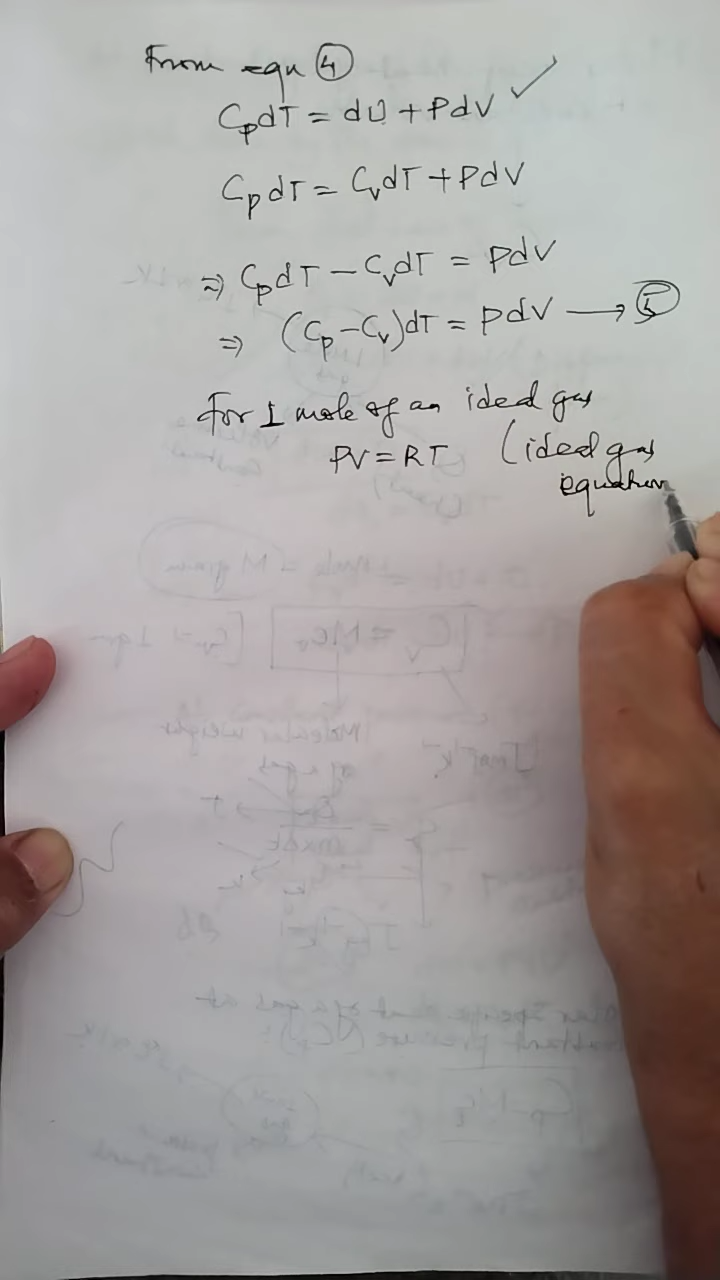 From equ ④
CpdT = dU + PdV ✓
CpdT = CvdT + PdV
⇒ CpdT − CvdT = PdV
⇒ (Cp − Cv)dT = PdV → ⑤
For 1 mole of an ideal gas
PV = RT (ideal gas
equation